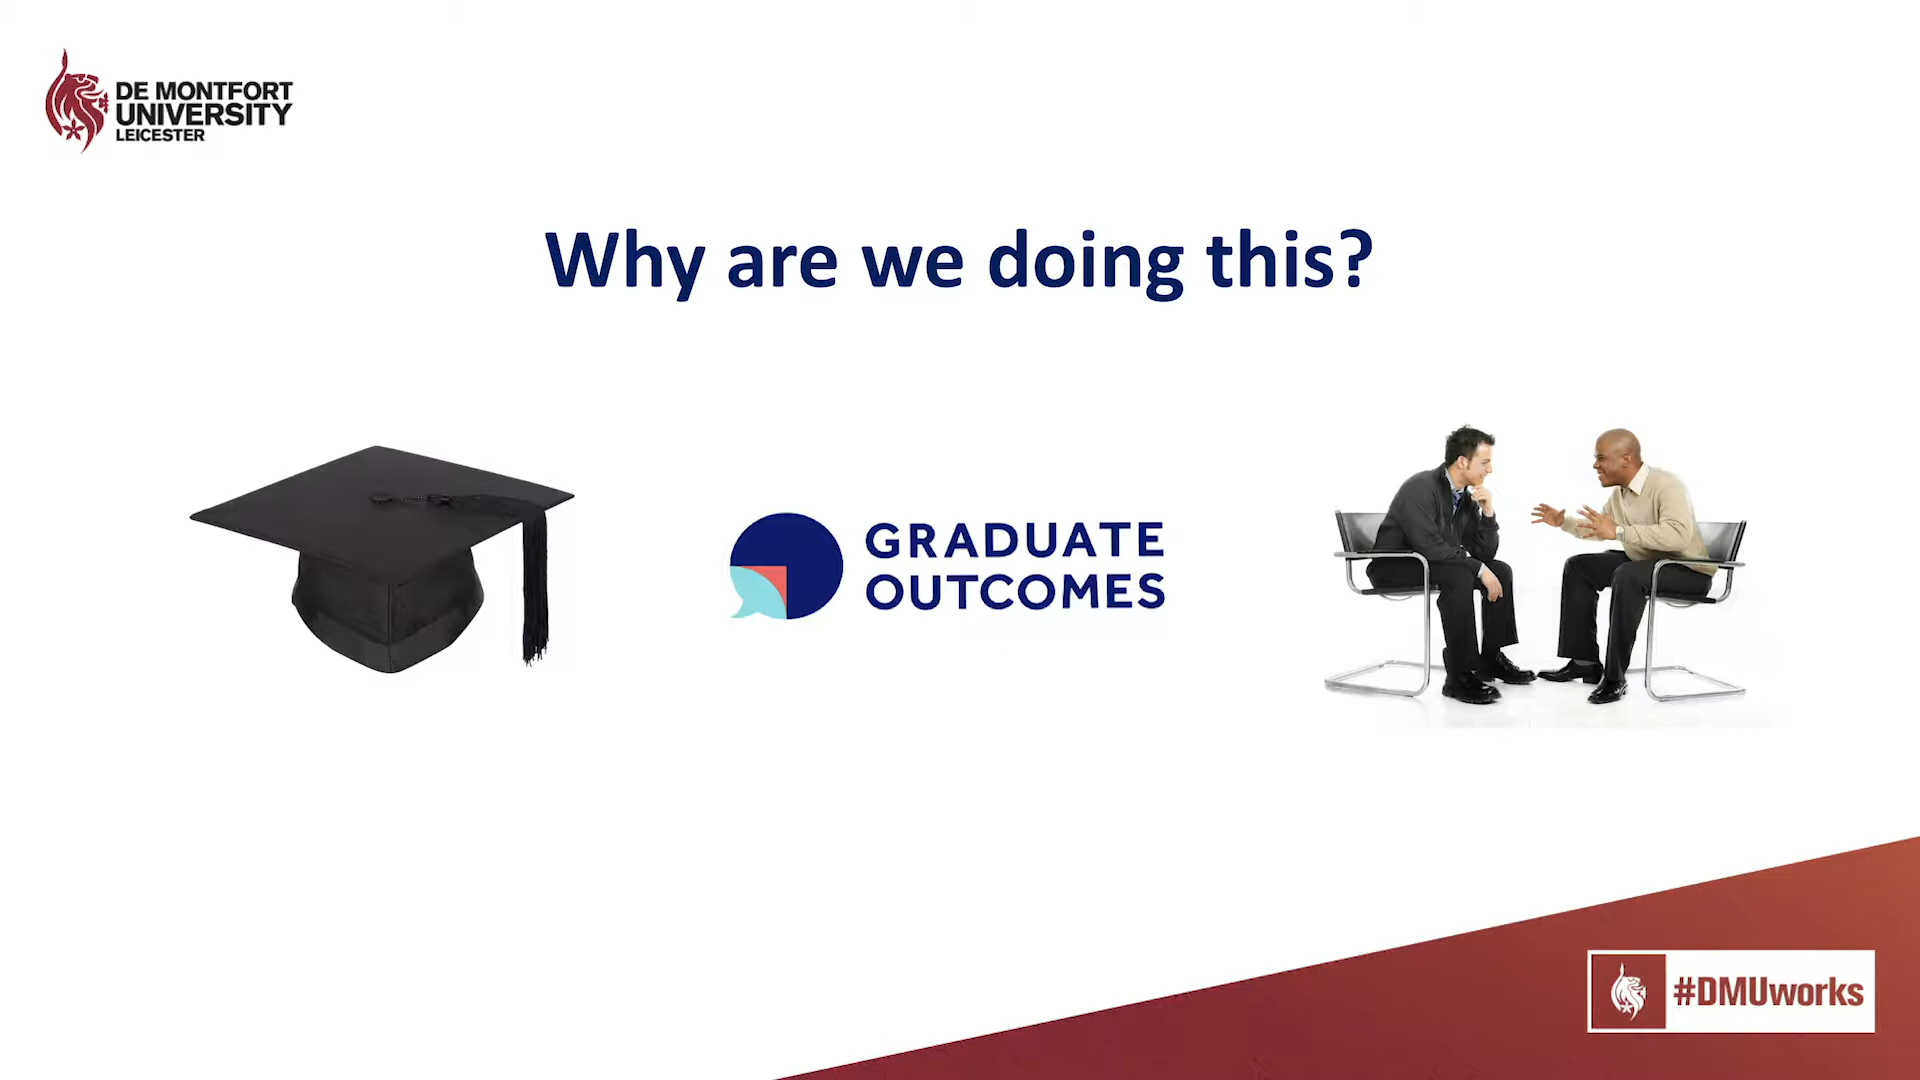 DE MONTFORT
UNIVERSITY
LEICESTER
Why are we doing this?
GRADUATE
OUTCOMES
#DMUworks